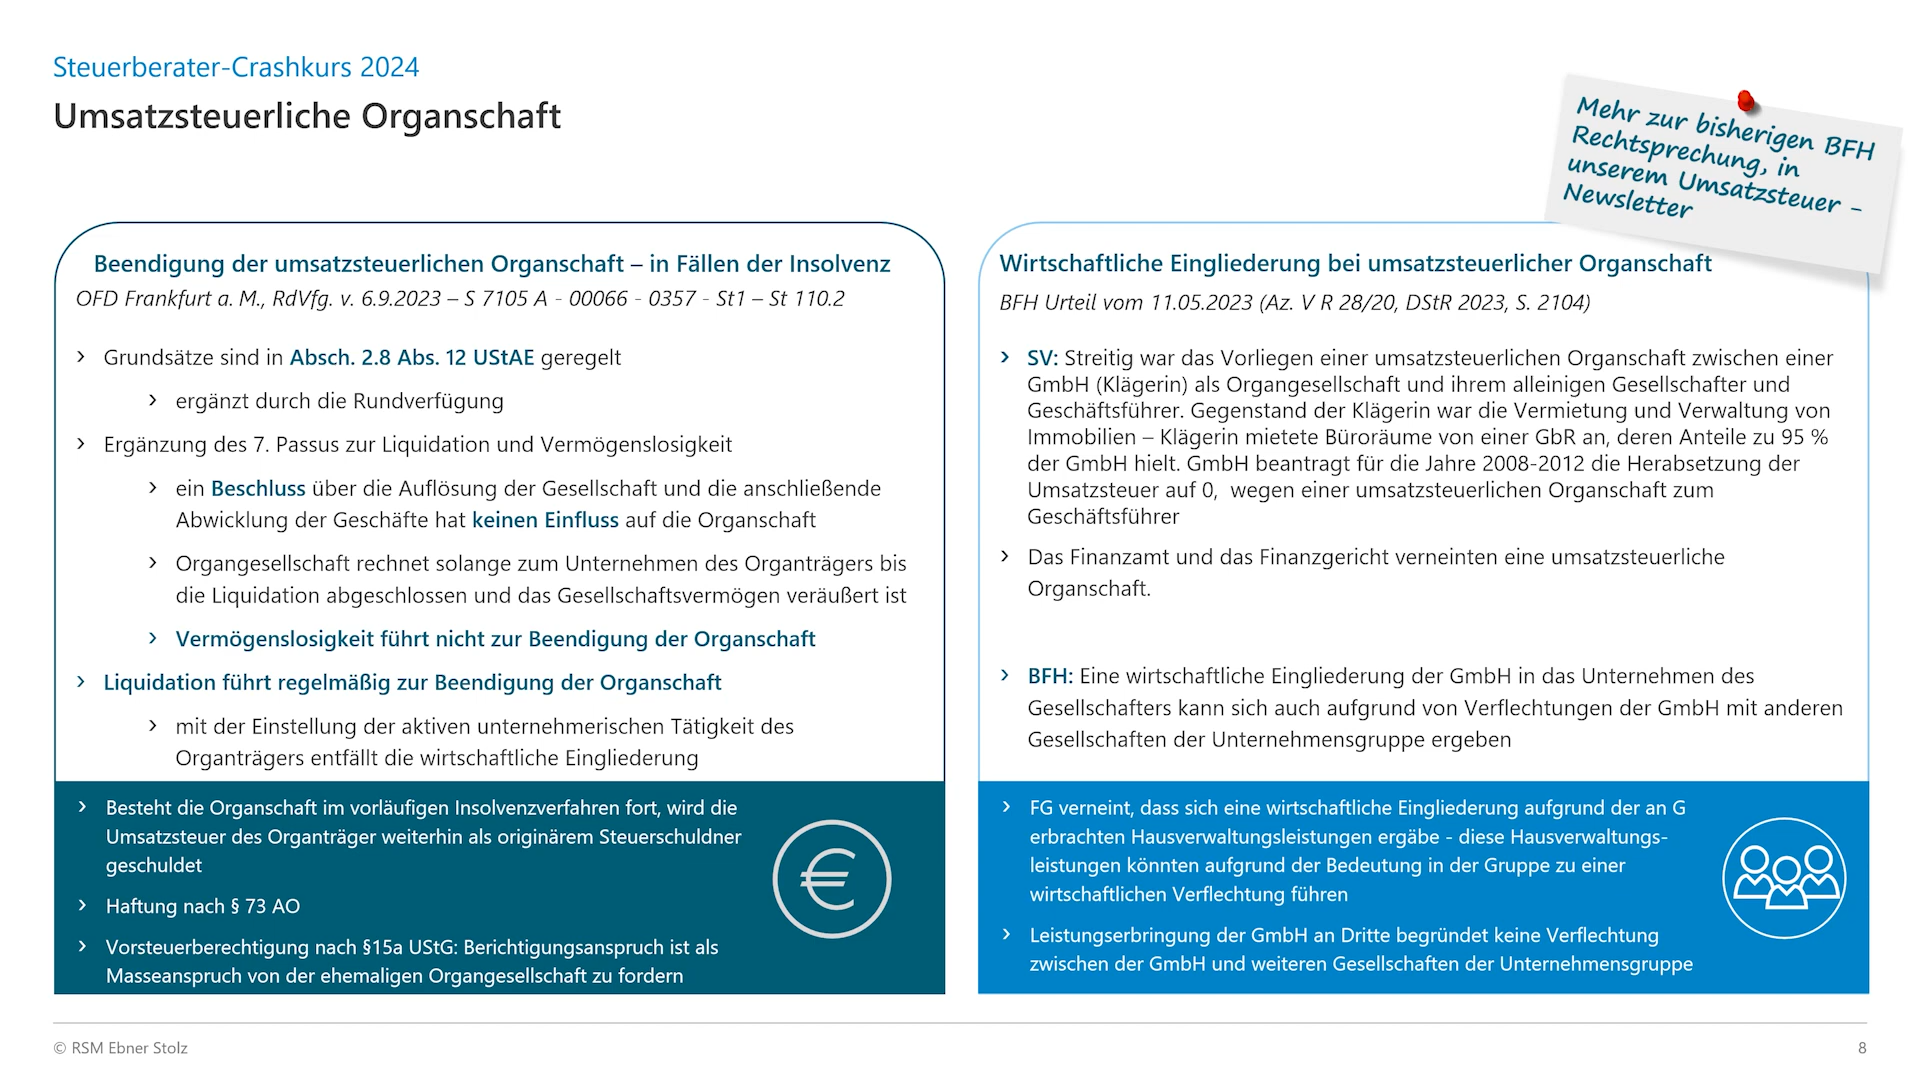 Steuerberater-Crashkurs 2024
Umsatzsteuerliche Organschaft
Mehr zur bisherigen BFH
Rechtsprechung, in
unserem Umsatzsteuer -
Newsletter
Beendigung der umsatzsteuerlichen Organschaft – in Fällen der Insolvenz
OFD Frankfurt a. M., RdVfg. v. 6.9.2023 – S 7105 A - 00066 - 0357 - St1 – St 110.2
› Grundsätze sind in Absch. 2.8 Abs. 12 UStAE geregelt
› ergänzt durch die Rundverfügung
› Ergänzung des 7. Passus zur Liquidation und Vermögenslosigkeit
› ein Beschluss über die Auflösung der Gesellschaft und die anschließende
Abwicklung der Geschäfte hat keinen Einfluss auf die Organschaft
› Organgesellschaft rechnet solange zum Unternehmen des Organträgers bis
die Liquidation abgeschlossen und das Gesellschaftsvermögen veräußert ist
› Vermögenslosigkeit führt nicht zur Beendigung der Organschaft
› Liquidation führt regelmäßig zur Beendigung der Organschaft
› mit der Einstellung der aktiven unternehmerischen Tätigkeit des
Organträgers entfällt die wirtschaftliche Eingliederung
› Besteht die Organschaft im vorläufigen Insolvenzverfahren fort, wird die
Umsatzsteuer des Organträger weiterhin als originärem Steuerschuldner
geschuldet
› Haftung nach § 73 AO
› Vorsteuerberechtigung nach §15a UStG: Berichtigungsanspruch ist als
Masseanspruch von der ehemaligen Organgesellschaft zu fordern
€
Wirtschaftliche Eingliederung bei umsatzsteuerlicher Organschaft
BFH Urteil vom 11.05.2023 (Az. V R 28/20, DStR 2023, S. 2104)
› SV: Streitig war das Vorliegen einer umsatzsteuerlichen Organschaft zwischen einer
GmbH (Klägerin) als Organgesellschaft und ihrem alleinigen Gesellschafter und
Geschäftsführer. Gegenstand der Klägerin war die Vermietung und Verwaltung von
Immobilien – Klägerin mietete Büroräume von einer GbR an, deren Anteile zu 95 %
der GmbH hielt. GmbH beantragt für die Jahre 2008-2012 die Herabsetzung der
Umsatzsteuer auf 0, wegen einer umsatzsteuerlichen Organschaft zum
Geschäftsführer
› Das Finanzamt und das Finanzgericht verneinten eine umsatzsteuerliche
Organschaft.
› BFH: Eine wirtschaftliche Eingliederung der GmbH in das Unternehmen des
Gesellschafters kann sich auch aufgrund von Verflechtungen der GmbH mit anderen
Gesellschaften der Unternehmensgruppe ergeben
› FG verneint, dass sich eine wirtschaftliche Eingliederung aufgrund der an G
erbrachten Hausverwaltungsleistungen ergäbe - diese Hausverwaltungs-
leistungen könnten aufgrund der Bedeutung in der Gruppe zu einer
wirtschaftlichen Verflechtung führen
› Leistungserbringung der GmbH an Dritte begründet keine Verflechtung
zwischen der GmbH und weiteren Gesellschaften der Unternehmensgruppe
© RSM Ebner Stolz
8